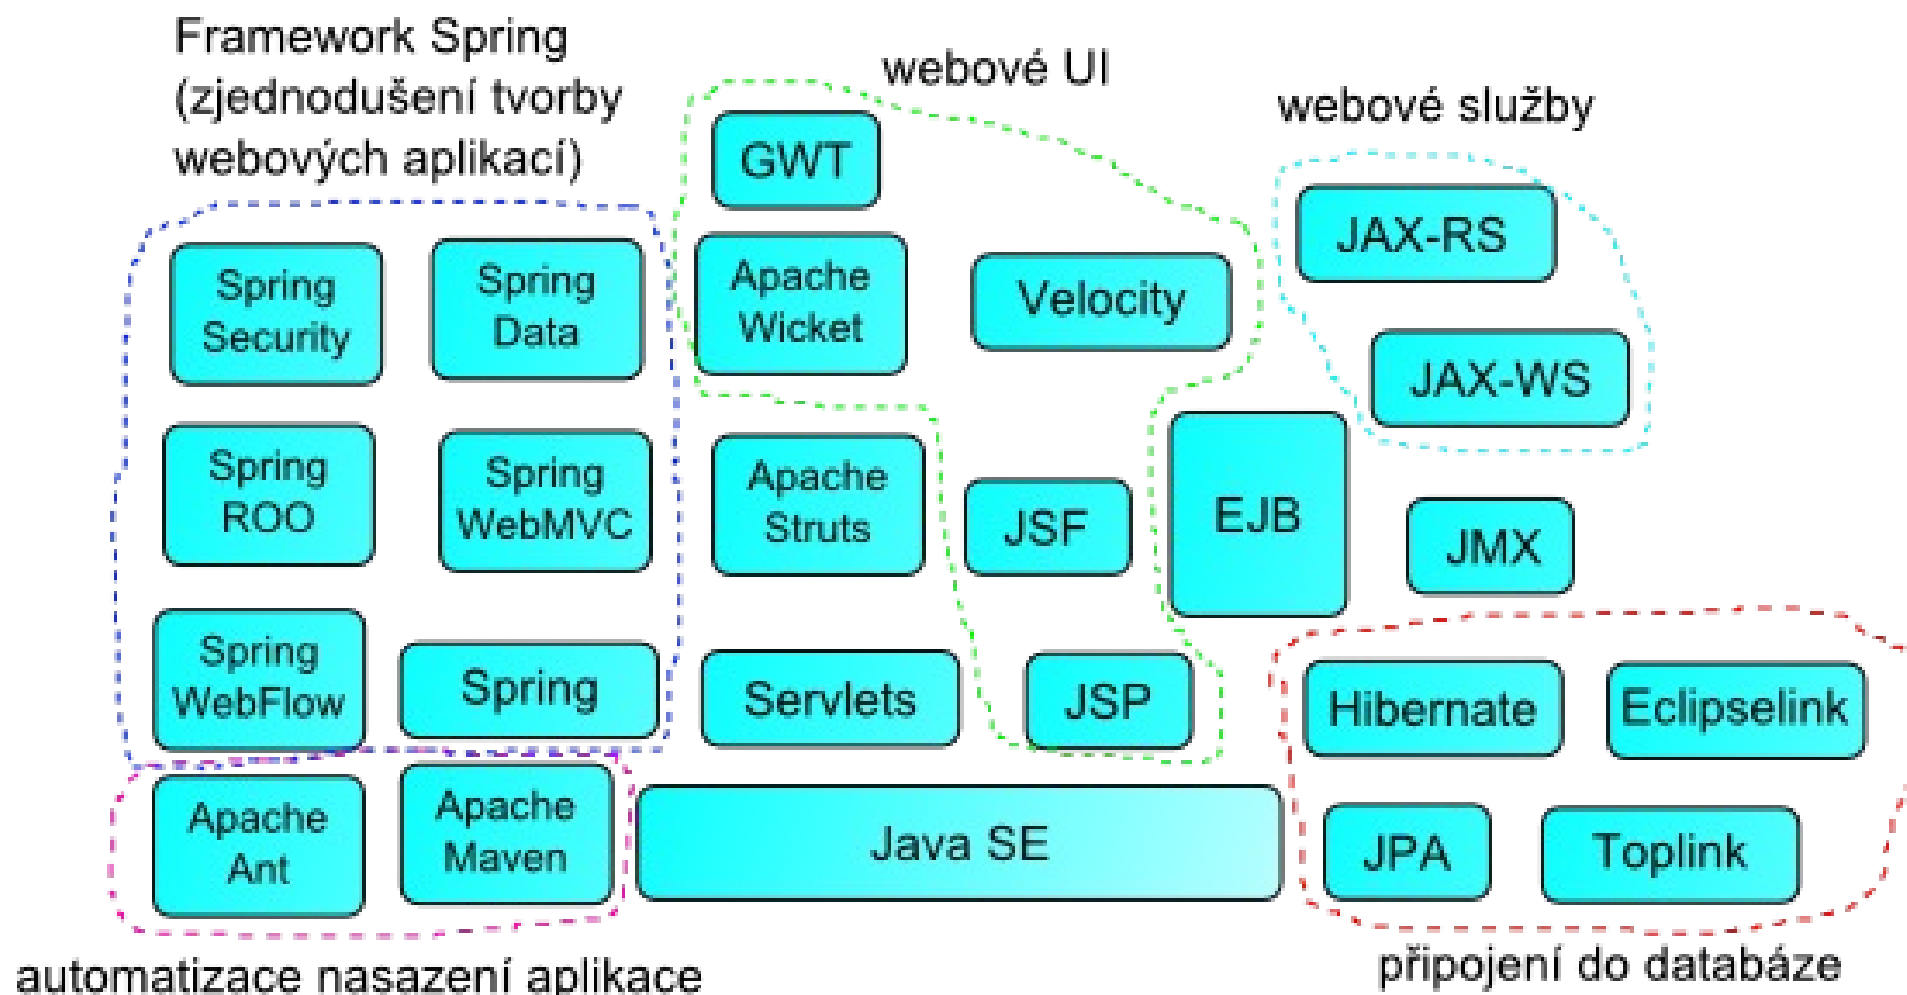 Framework Spring
(zjednodušení tvorby
webových aplikací)
webové UI
webové služby
GWT
JAX-RS
Spring
Security
Spring
Data
Apache
Wicket
Velocity
JAX-WS
Spring
ROO
Spring
WebMVC
Apache
Struts
JSF
EJB
JMX
Spring
WebFlow
Spring
Servlets
JSP
Hibernate
Eclipselink
Apache
Ant
Apache
Maven
Java SE
JPA
Toplink
automatizace nasazení aplikace
připojení do databáze